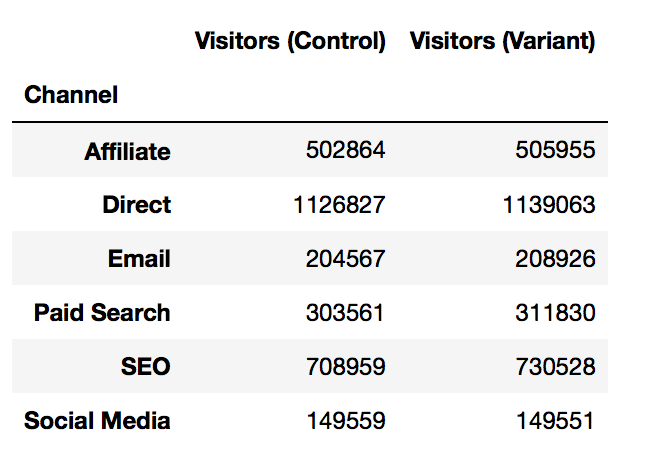 Visitors (Control) Visitors (Variant)
Channel
Affiliate 502864 505955
Direct 1126827 1139063
Email 204567 208926
Paid Search 303561 311830
SEO 708959 730528
Social Media 149559 149551